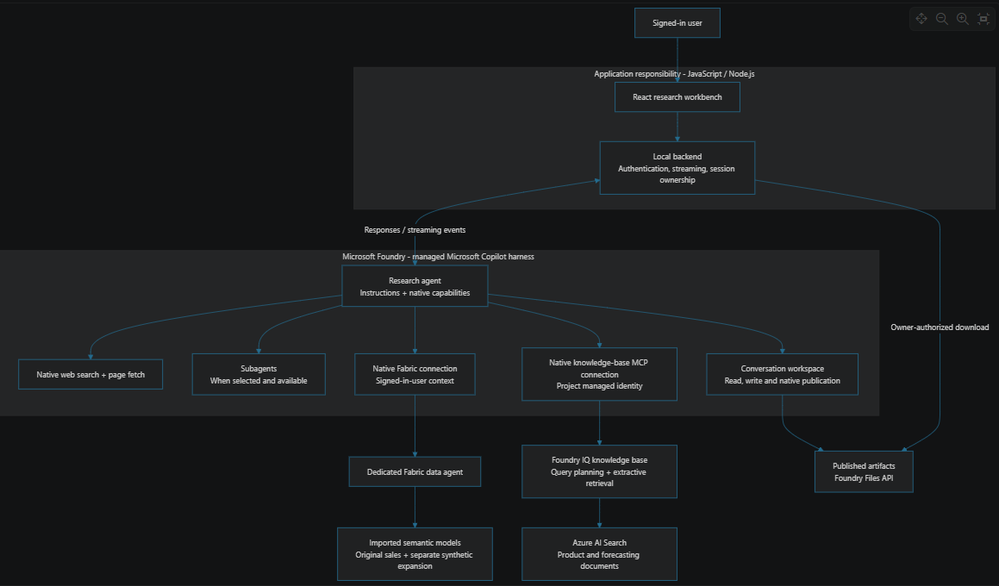 Signed-in user
Application responsibility - JavaScript / Node.js
React research workbench
Local backend
Authentication, streaming, session
ownership
Responses / streaming events
Microsoft Foundry - managed Microsoft Copilot harness
Research agent
Instructions + native capabilities
Owner-authorized download
Native web search + page fetch
Subagents
When selected and available
Native Fabric connection
Signed-in-user context
Native knowledge-base MCP
connection
Project managed identity
Conversation workspace
Read, write and native publication
Dedicated Fabric data agent
Foundry IQ knowledge base
Query planning + extractive
retrieval
Published artifacts
Foundry Files API
Imported semantic models
Original sales + separate synthetic
expansion
Azure AI Search
Product and forecasting
documents